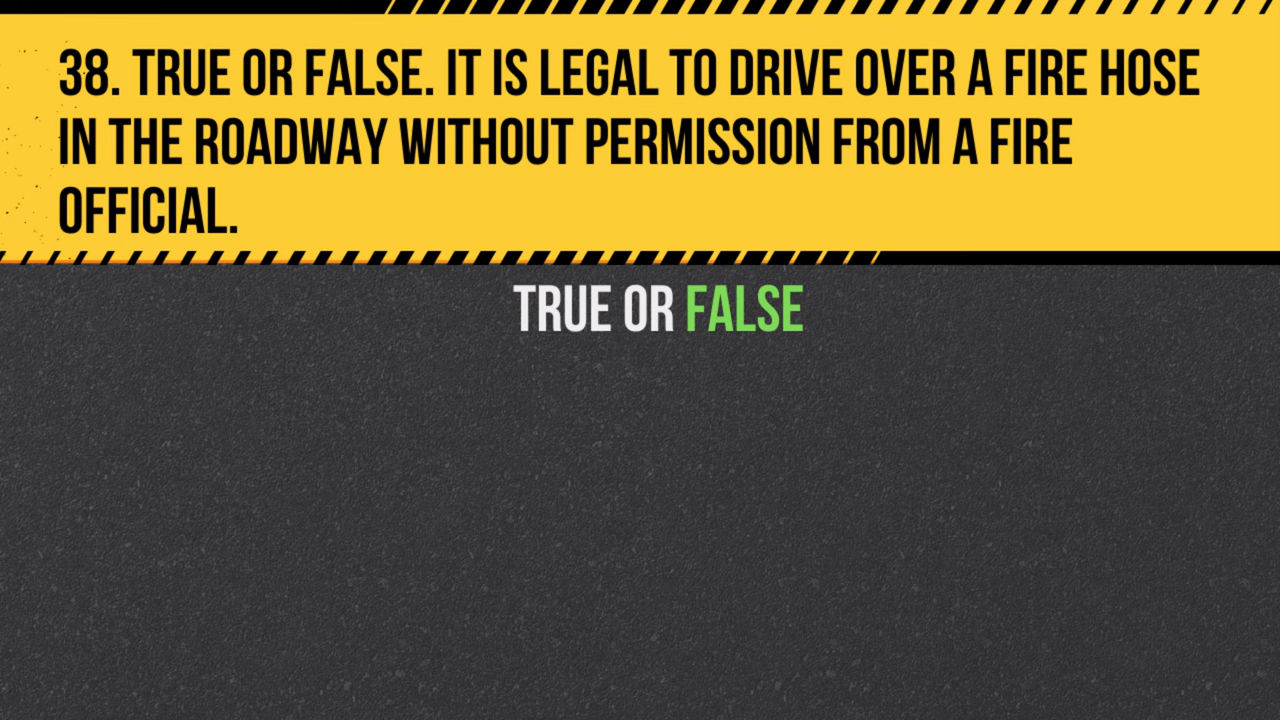 38. TRUE OR FALSE. IT IS LEGAL TO DRIVE OVER A FIRE HOSE
IN THE ROADWAY WITHOUT PERMISSION FROM A FIRE
OFFICIAL.
TRUE OR FALSE